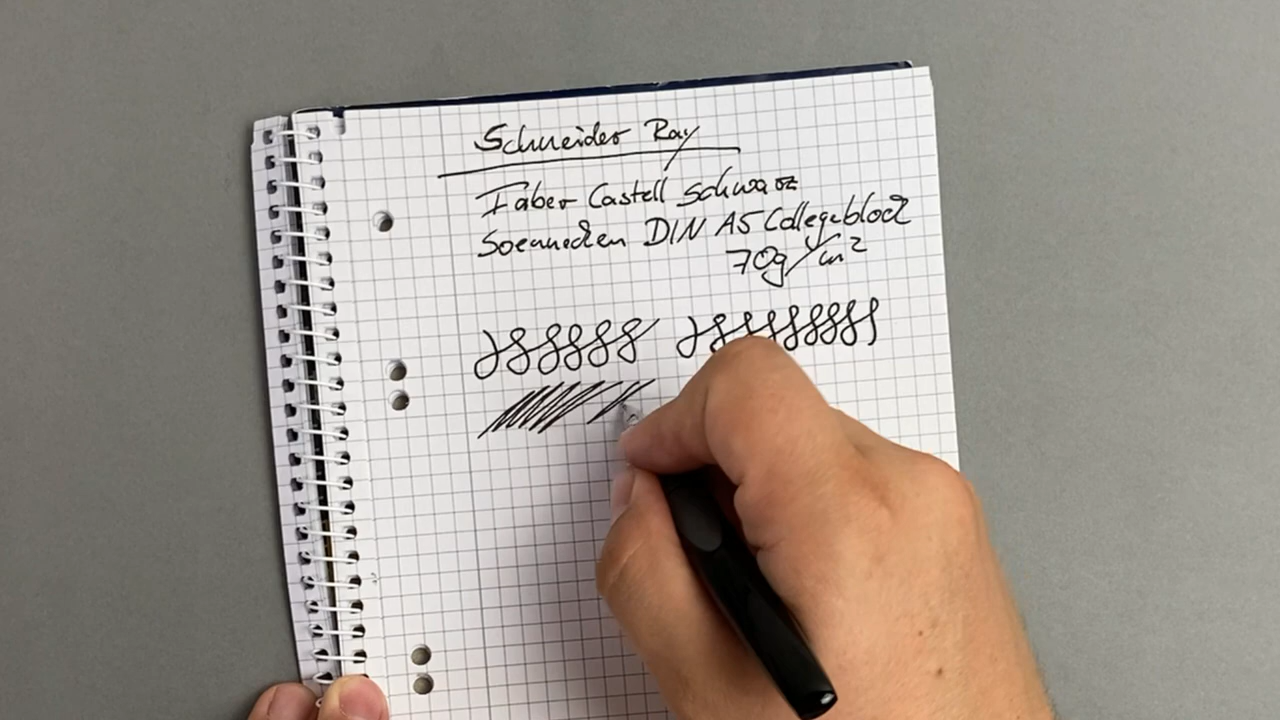 Schneider Ray
Faber Castell Schwarz
Soennecken DIN A5 Collegeblock
70g/m²